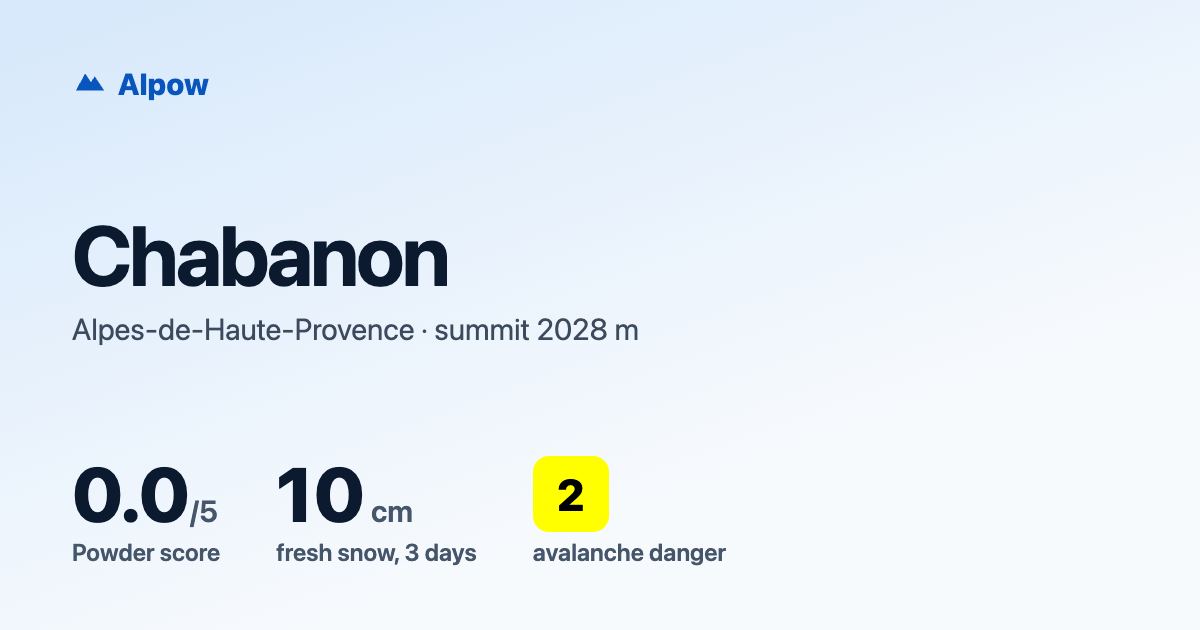 Alpow
Chabanon
Alpes-de-Haute-Provence · summit 2028 m
0.0/5
Powder score
10 cm
fresh snow, 3 days
2
avalanche danger